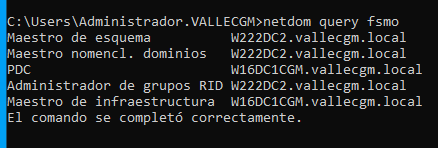 C:\Users\Administrador.VALLECGM>netdom query fsmo
Maestro de esquema W222DC2.vallecgm.local
Maestro nomencl. dominios W222DC2.vallecgm.local
PDC W16DC1CGM.vallecgm.local
Administrador de grupos RID W222DC2.vallecgm.local
Maestro de infraestructura W16DC1CGM.vallecgm.local
El comando se completó correctamente.